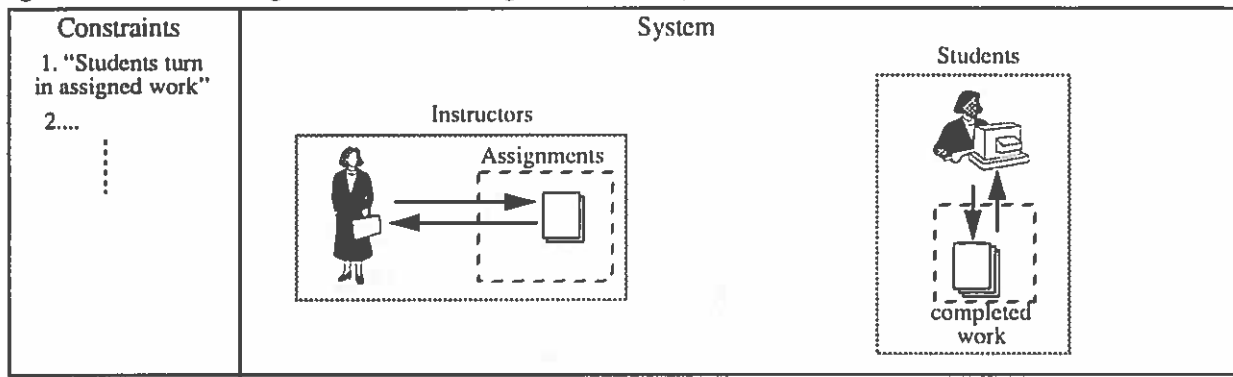 Constraints
1. “Students turn
in assigned work”
2....
System
Instructors
Assignments
Students
completed
work